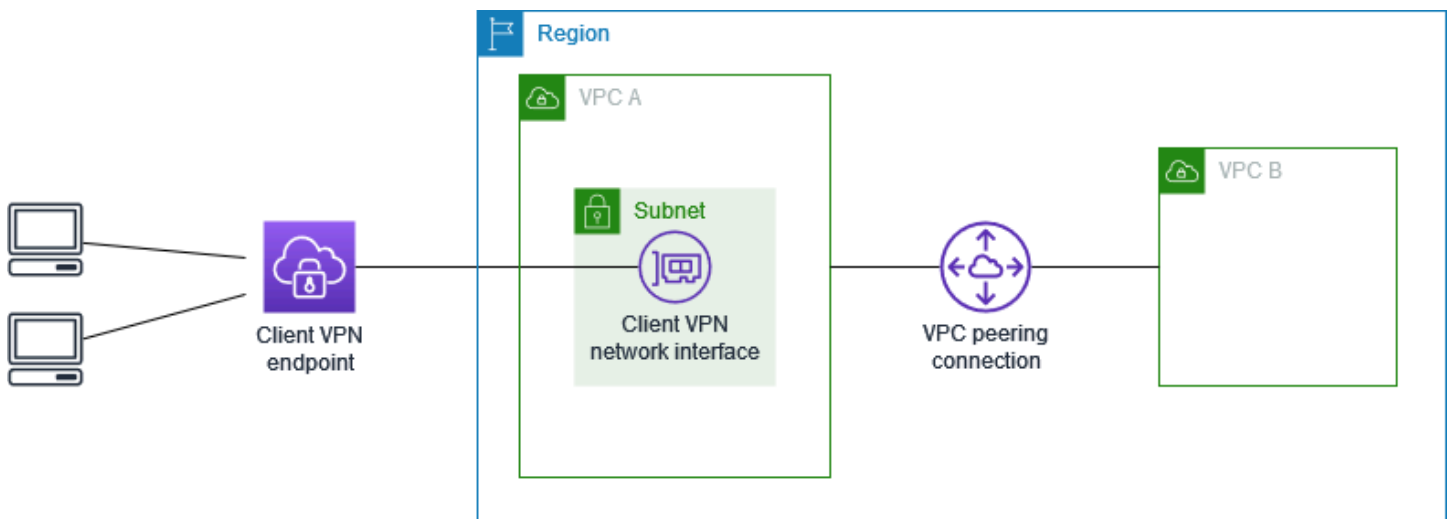 Region
VPC A
VPC B
Subnet
Client VPN
network interface
Client VPN
endpoint
VPC peering
connection